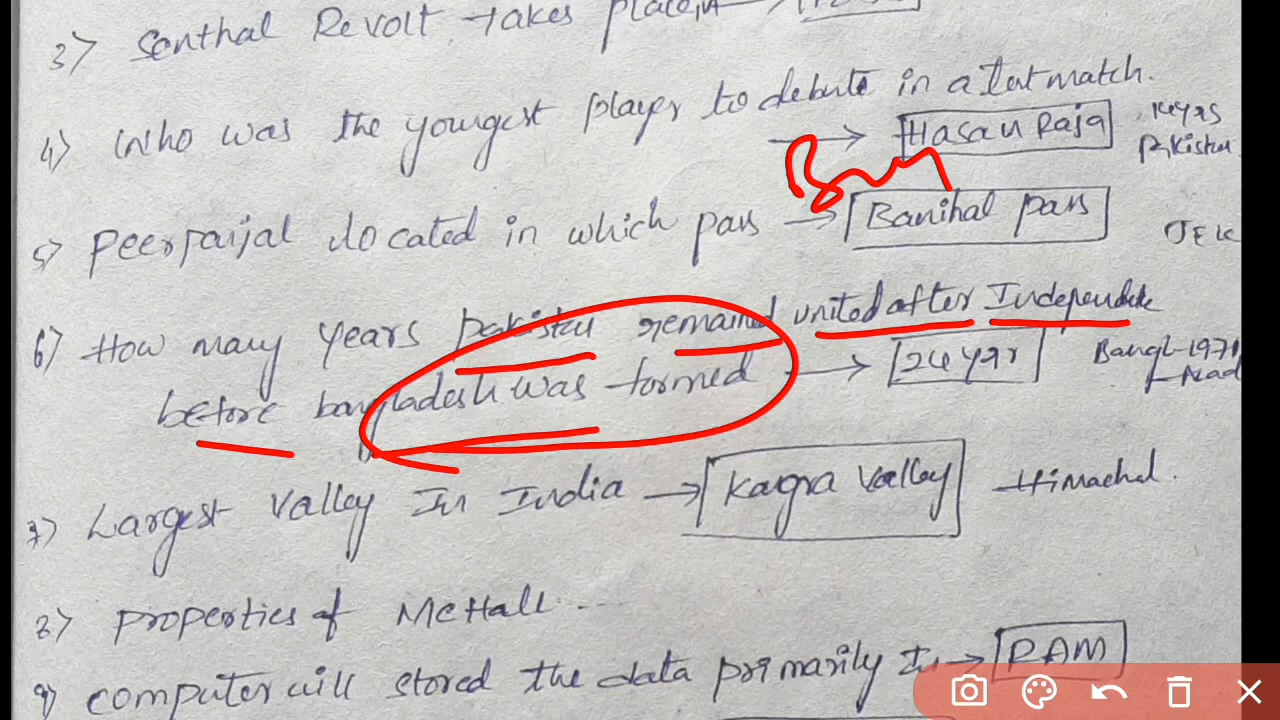 3) Santhal Revolt takes place in →
4) Who was the youngest player to debute in a Test match.
→ Hasan Raja 14yrs Pakistan
5) Peerpanjal located in which pass → Banihal pass J & K
6) How many years Pakistan remained united after Independence
before bangladesh was formed → 24 year Bangl - 1971
7) Largest Valley In India → Kangra Valley - Himachal.
8) Properties of Mettall ....
9) computer will stored the data primarily In → RAM